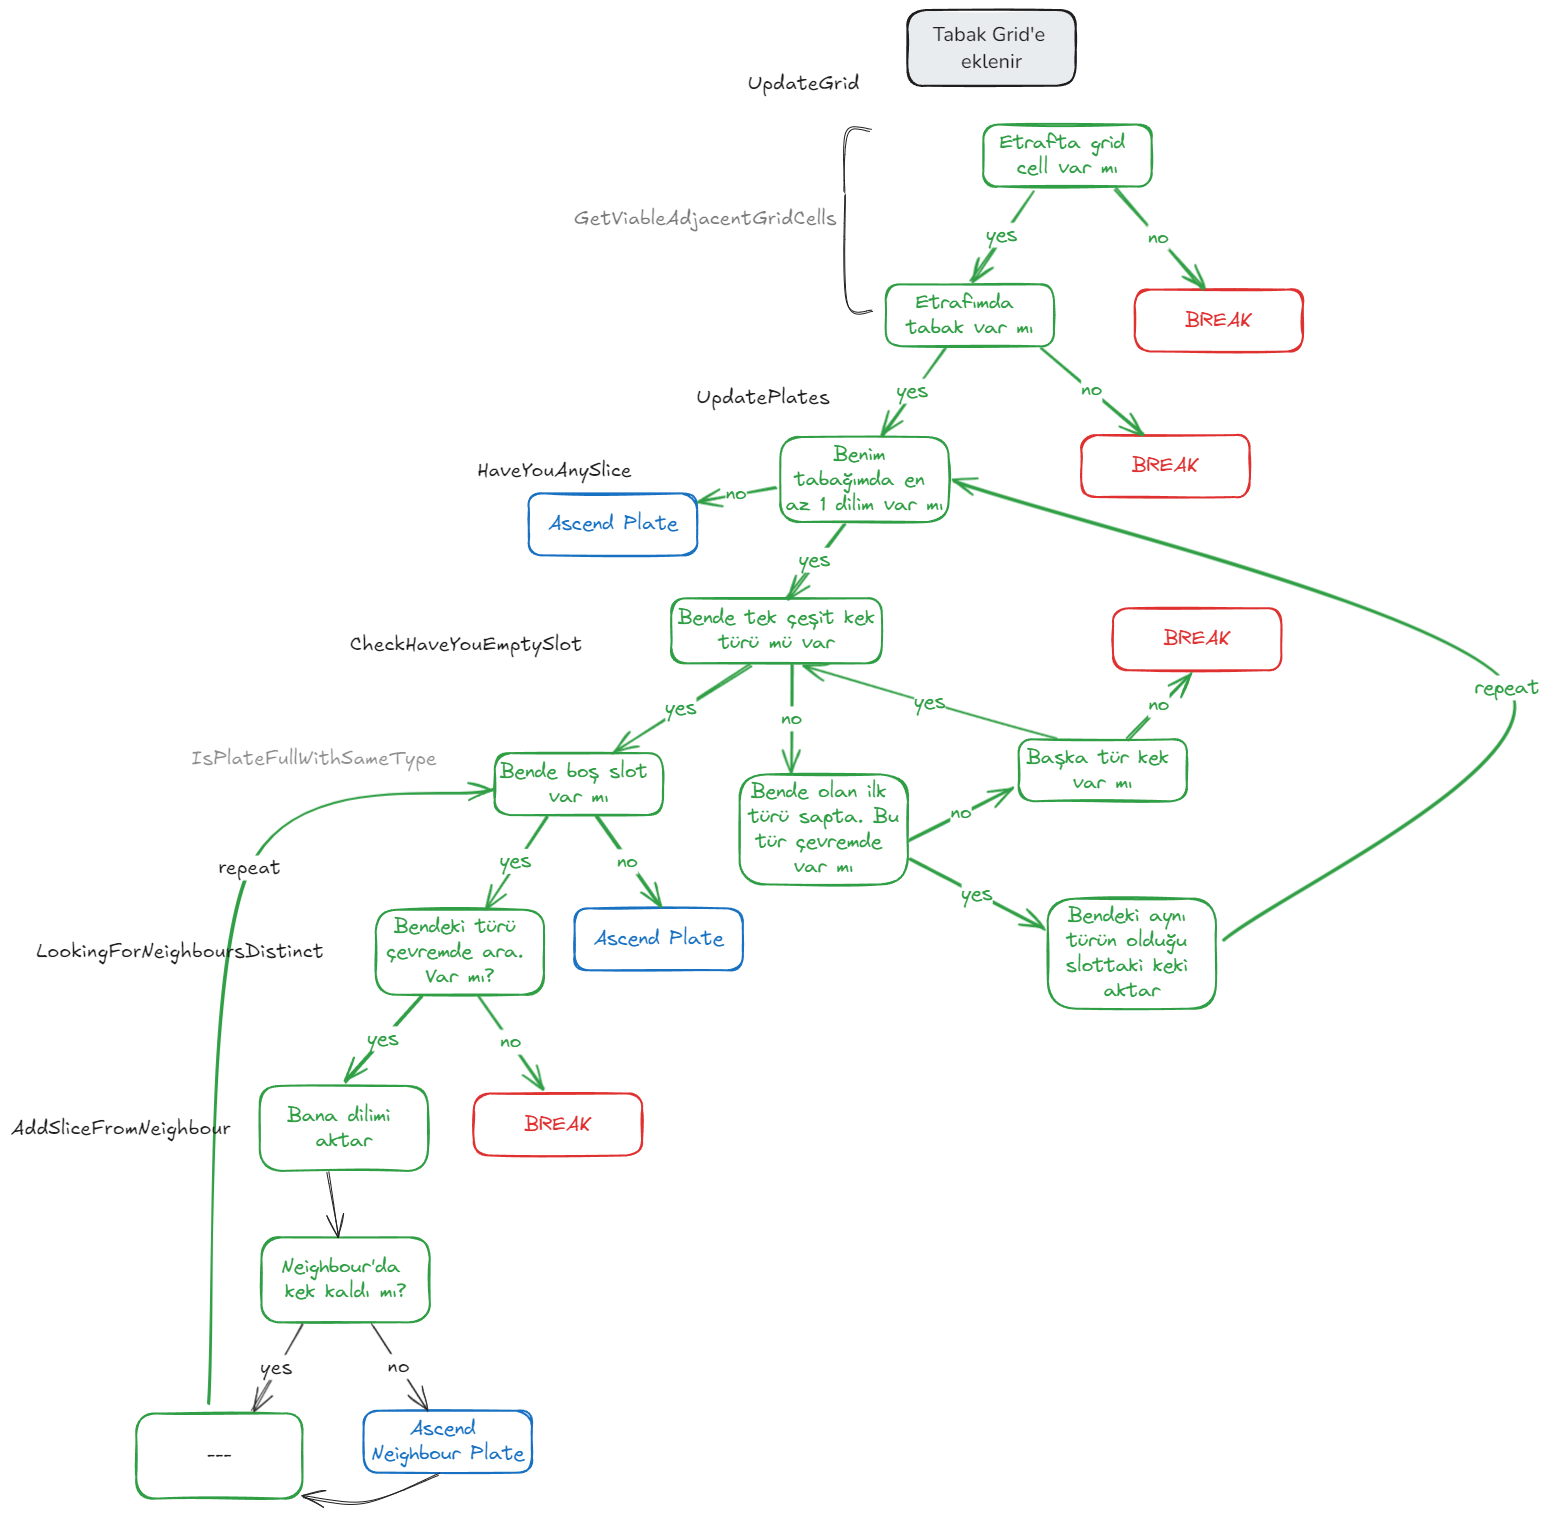 Tabak Grid'e
eklenir
UpdateGrid
Etrafta grid
cell var mı
GetViableAdjacentGridCells
yes
no
Etrafımda
tabak var mı
BREAK
UpdatePlates
yes
no
Benim
tabağımda en
az 1 dilim var mı
BREAK
HaveYouAnySlice
no
Ascend Plate
yes
Bende tek çeşit kek
türü mü var
BREAK
CheckHaveYouEmptySlot
repeat
yes
no
yes
no
IsPlateFullWithSameType
Bende boş slot
var mı
Başka tür kek
var mı
Bende olan ilk
türü sapta. Bu
tür çevremde
var mı
no
yes
repeat
yes
no
Bendeki türü
çevremde ara.
Var mı?
Ascend Plate
Bendeki aynı
türün olduğu
slottaki keki
aktar
LookingForNeighboursDistinct
yes
no
Bana dilimi
aktar
BREAK
AddSliceFromNeighbour
Neighbour'da
kek kaldı mı?
yes
no
---
Ascend
Neighbour Plate